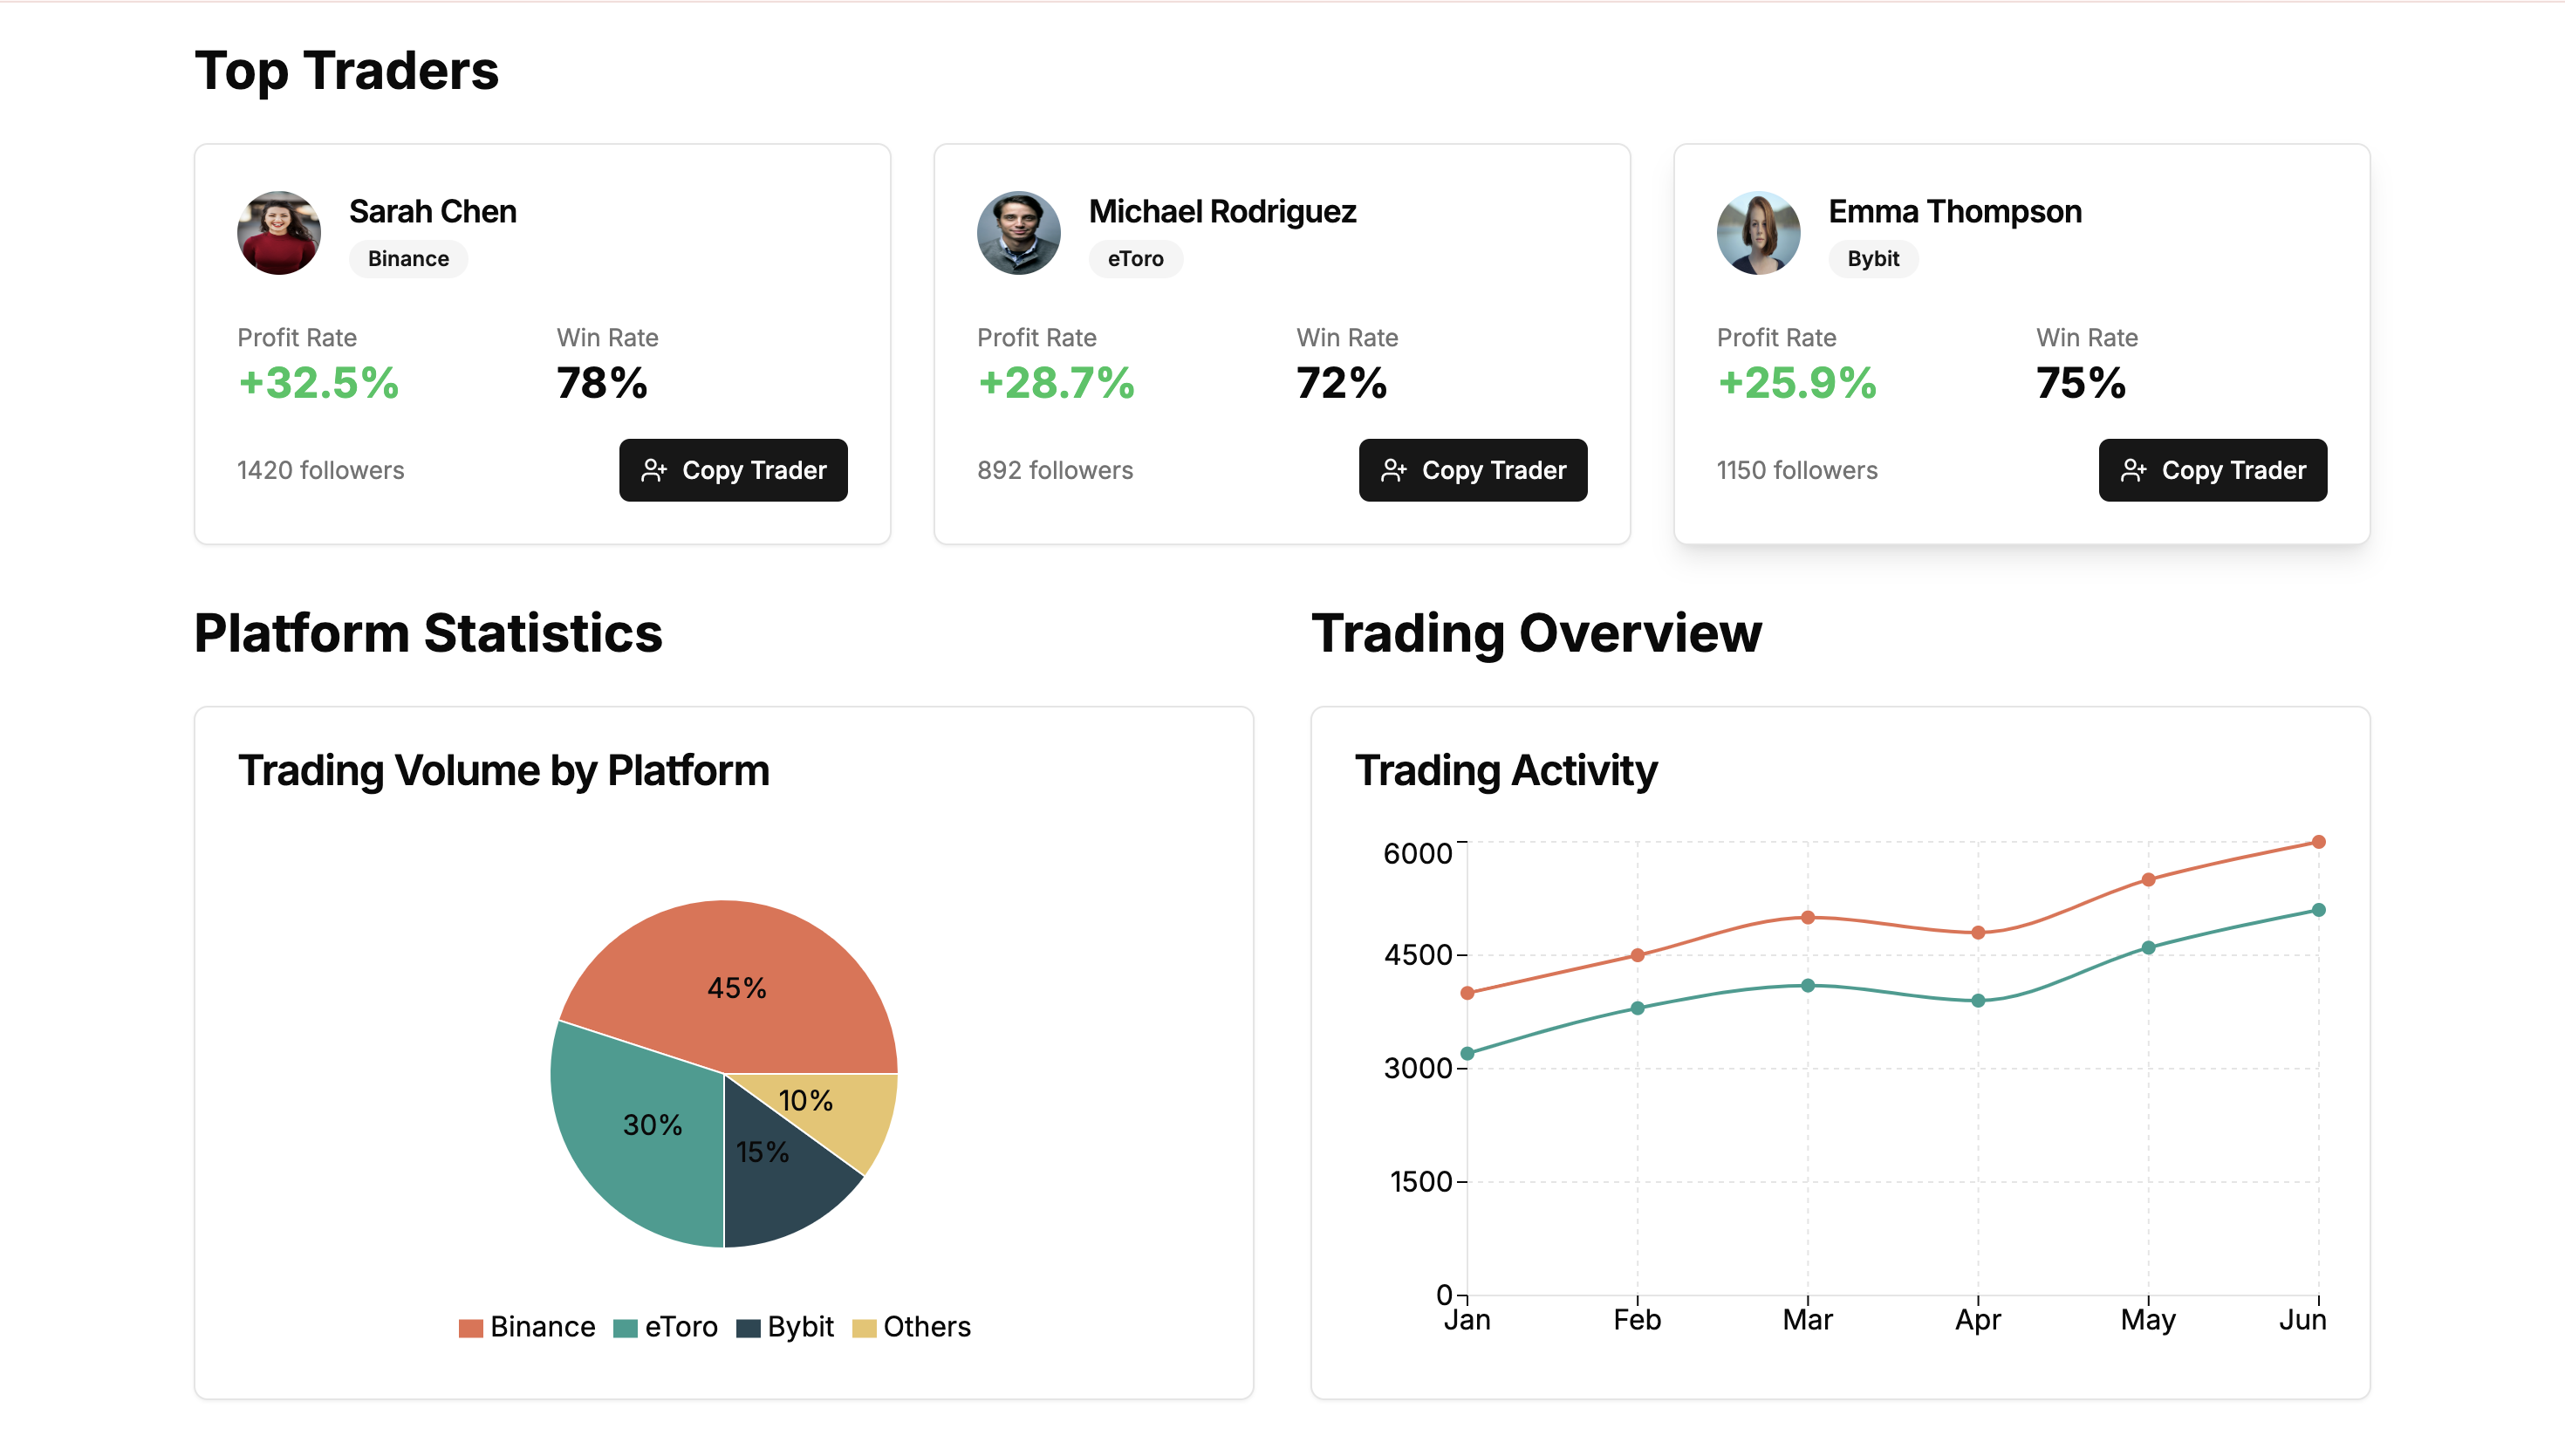 Top Traders
Sarah Chen
Binance
Profit Rate Win Rate
+32.5% 78%
1420 followers Copy Trader
Michael Rodriguez
eToro
Profit Rate Win Rate
+28.7% 72%
892 followers Copy Trader
Emma Thompson
Bybit
Profit Rate Win Rate
+25.9% 75%
1150 followers Copy Trader
Platform Statistics
Trading Volume by Platform
45%
10%
30%
15%
Binance eToro Bybit Others
Trading Overview
Trading Activity
6000
4500
3000
1500
0
Jan Feb Mar Apr May Jun